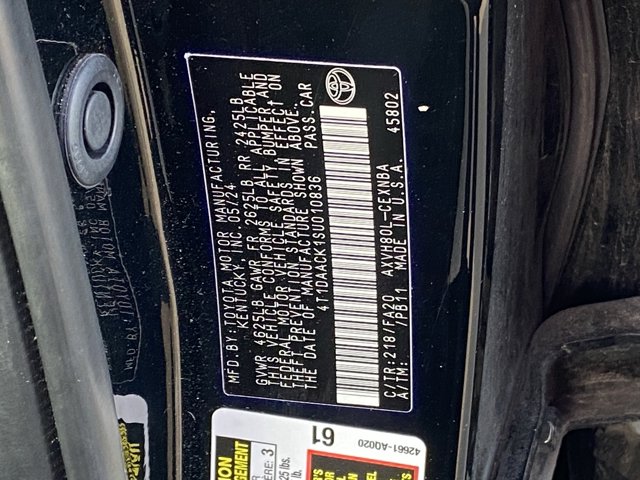 MFD.BY: TOYOTA MOTOR MANUFACTURING,
KENTUCKY, INC. 05/24
GVWR 4625LB GAWR FR 2625LB RR 2425LB
THIS VEHICLE CONFORMS TO ALL APPLICABLE
FEDERAL MOTOR VEHICLE SAFETY, BUMPER AND
THEFT PREVENTION STANDARDS IN EFFECT ON
THE DATE OF MANUFACTURE SHOWN ABOVE.
4T1DAACK1SU010836 PASS.CAR
C/TR:218/FA20 AXVH80L-CEXNBA
A/TM: /PB11 MADE IN U.S.A. 45802
61
42661-A0020
3